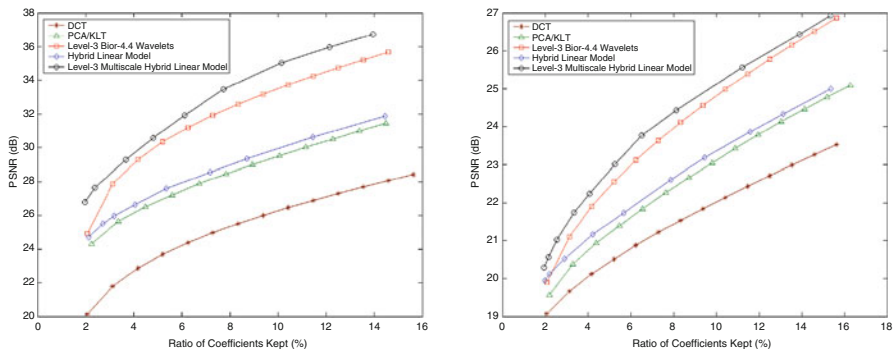 38
36
34
32
30
28
26
24
22
20
PSNR (dB)
DCT
PCA/KLT
Level-3 Bior-4.4 Wavelets
Hybrid Linear Model
Level-3 Multiscale Hybrid Linear Model
0 2 4 6 8 10 12 14 16
Ratio of Coefficients Kept (%)
27
26
25
24
23
22
21
20
19
PSNR (dB)
DCT
PCA/KLT
Level-3 Bior-4.4 Wavelets
Hybrid Linear Model
Level-3 Multiscale Hybrid Linear Model
0 2 4 6 8 10 12 14 16 18
Ratio of Coefficients Kept (%)